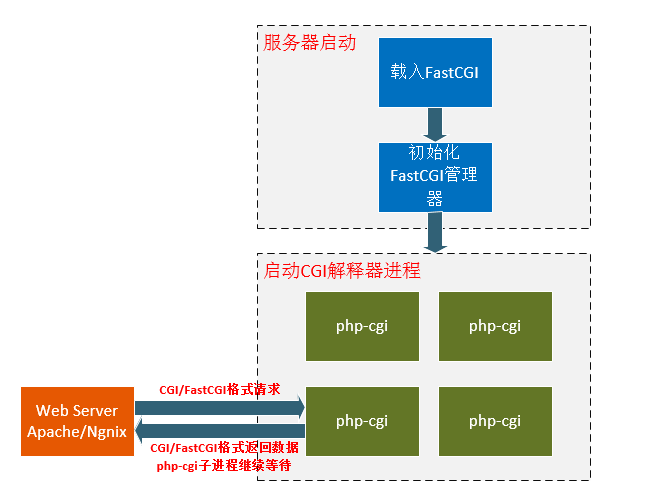 服务器启动
载入FastCGI
初始化
FastCGI管理
器
启动CGI解释器进程
php-cgi
php-cgi
CGI/FastCGI格式请求
Web Server
Apache/Ngnix
php-cgi
php-cgi
CGI/FastCGI格式返回数据
php-cgi子进程继续等待